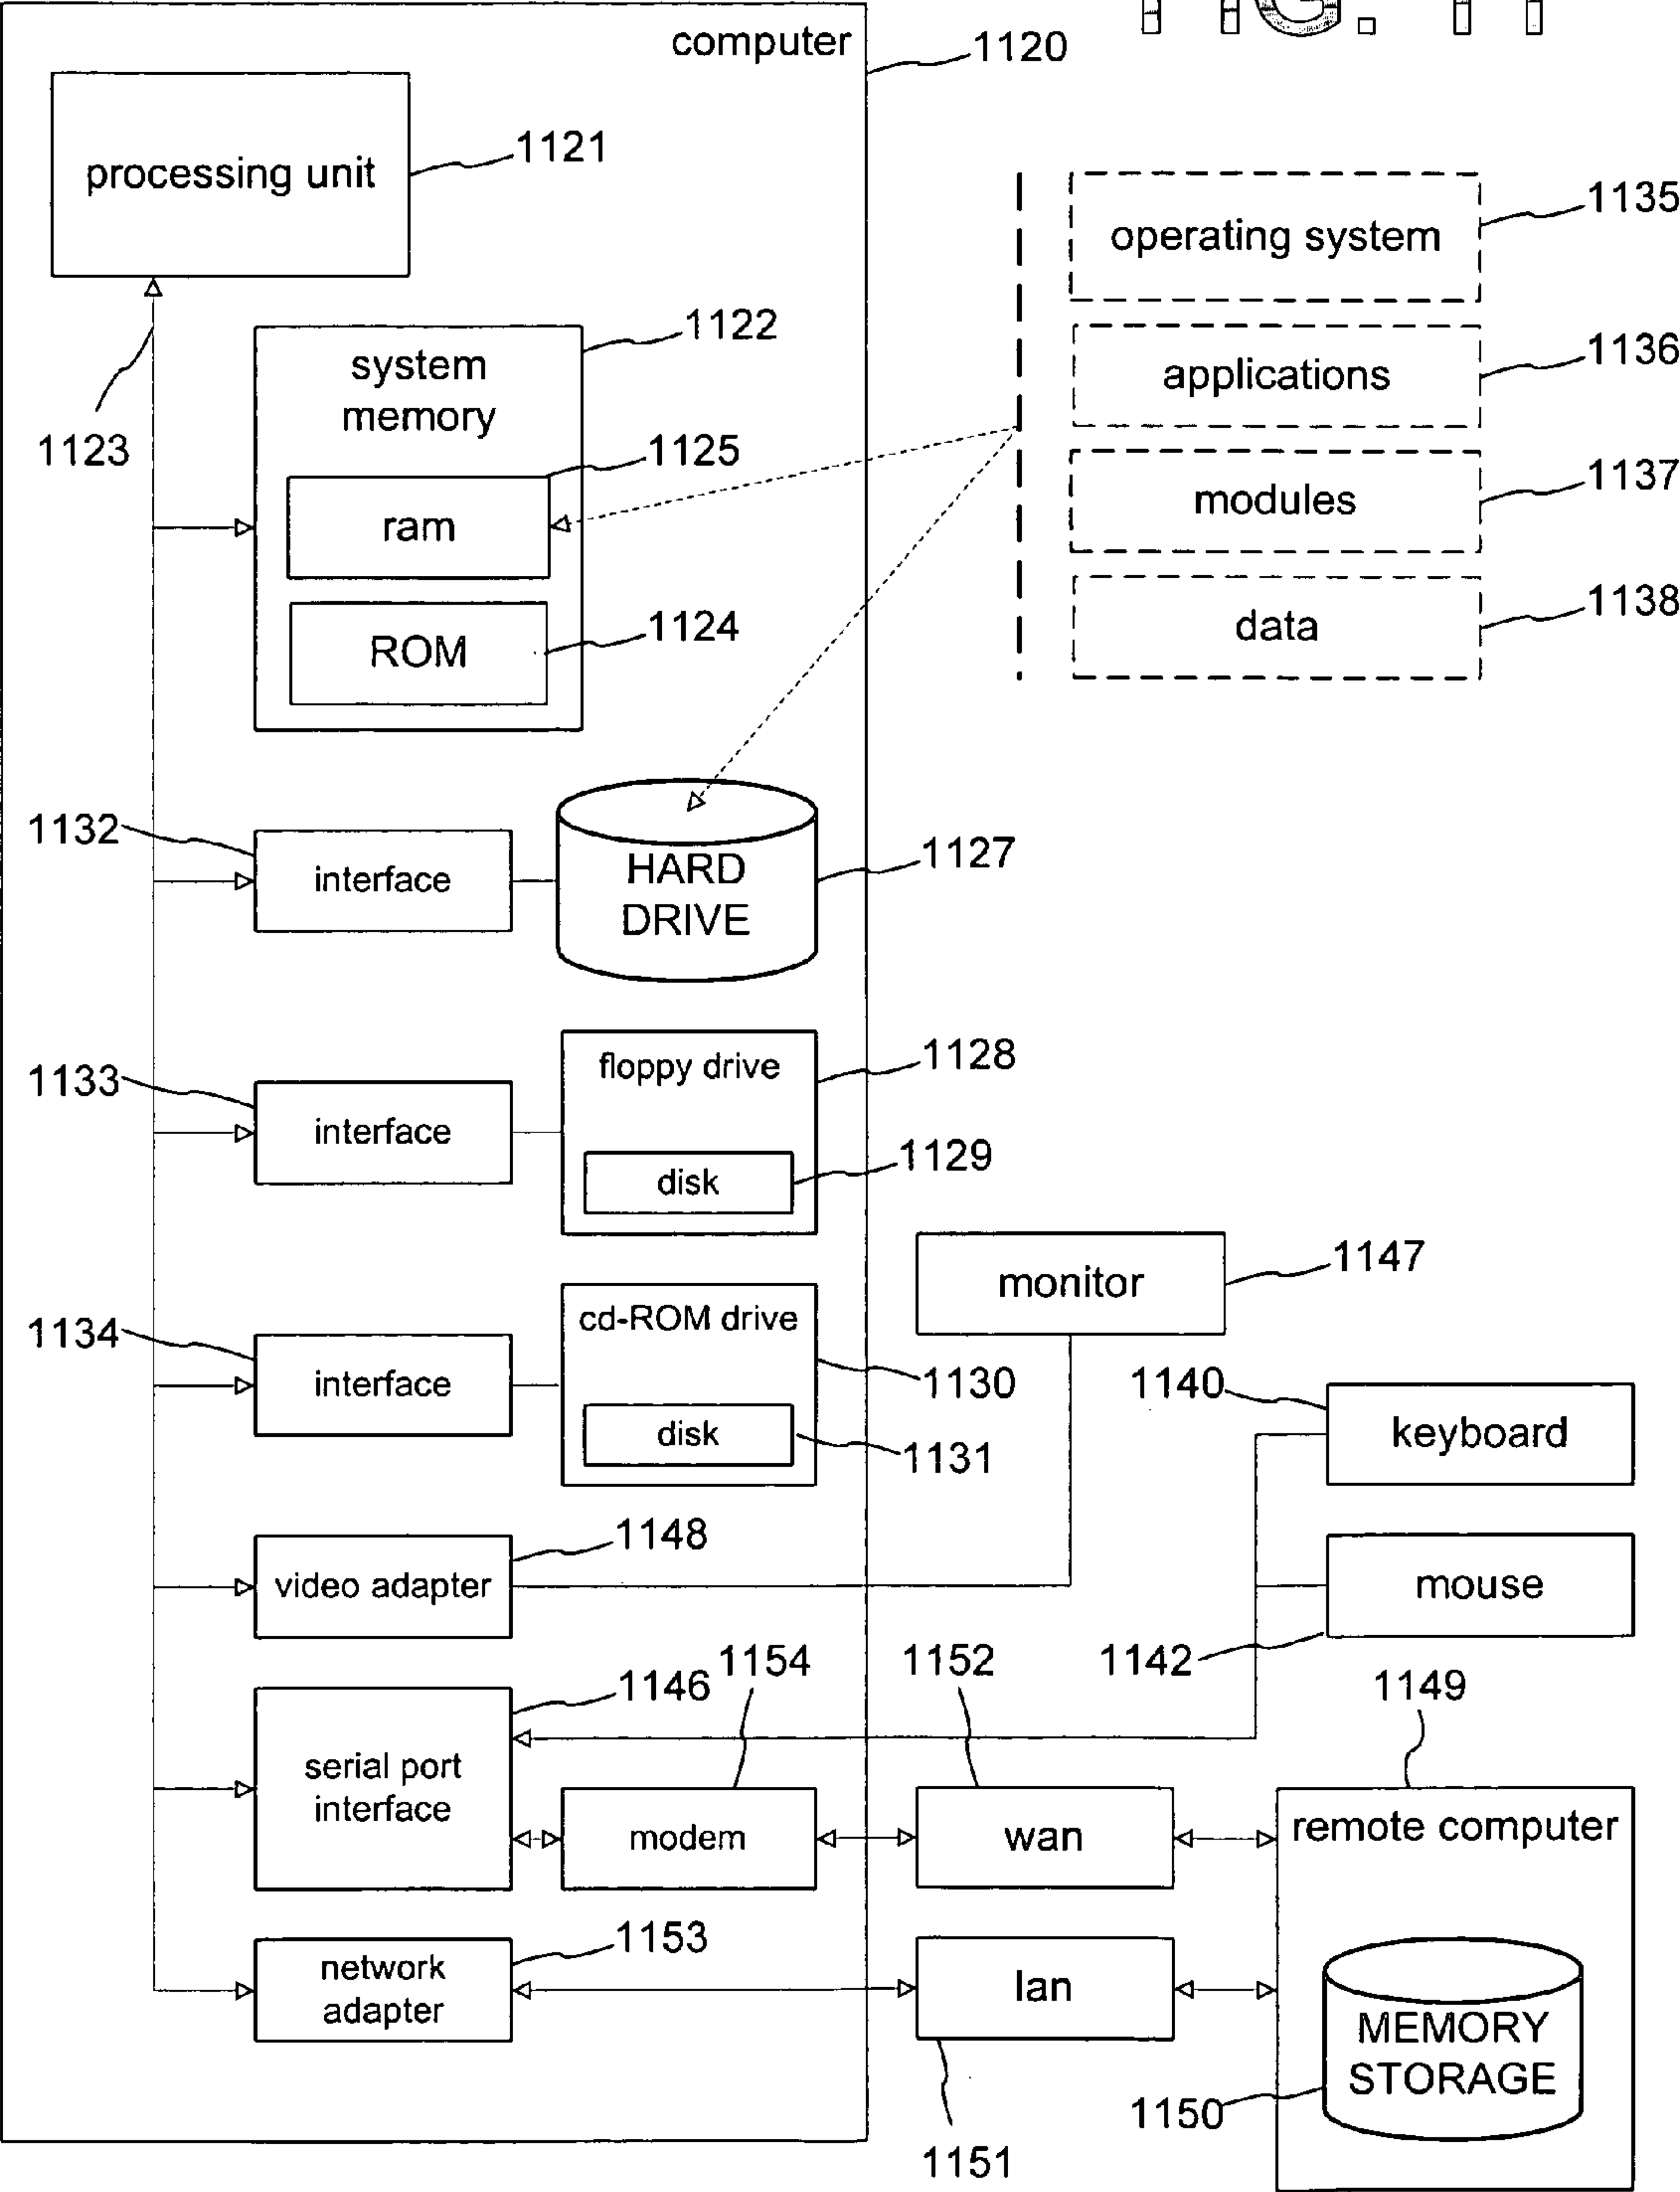 FIG. 11
computer
1120
processing unit
1121
operating system
1135
1122
system
memory
applications
1136
1123
1125
ram
modules
1137
ROM
1124
data
1138
1132
interface
HARD
DRIVE
1127
1133
interface
floppy drive
1128
disk
1129
monitor
1147
1134
interface
cd-ROM drive
1130
disk
1131
1140
keyboard
video adapter
1148
mouse
1142
1146
1154
1152
1149
serial port
interface
modem
wan
remote computer
network
adapter
1153
lan
MEMORY
STORAGE
1150
1151